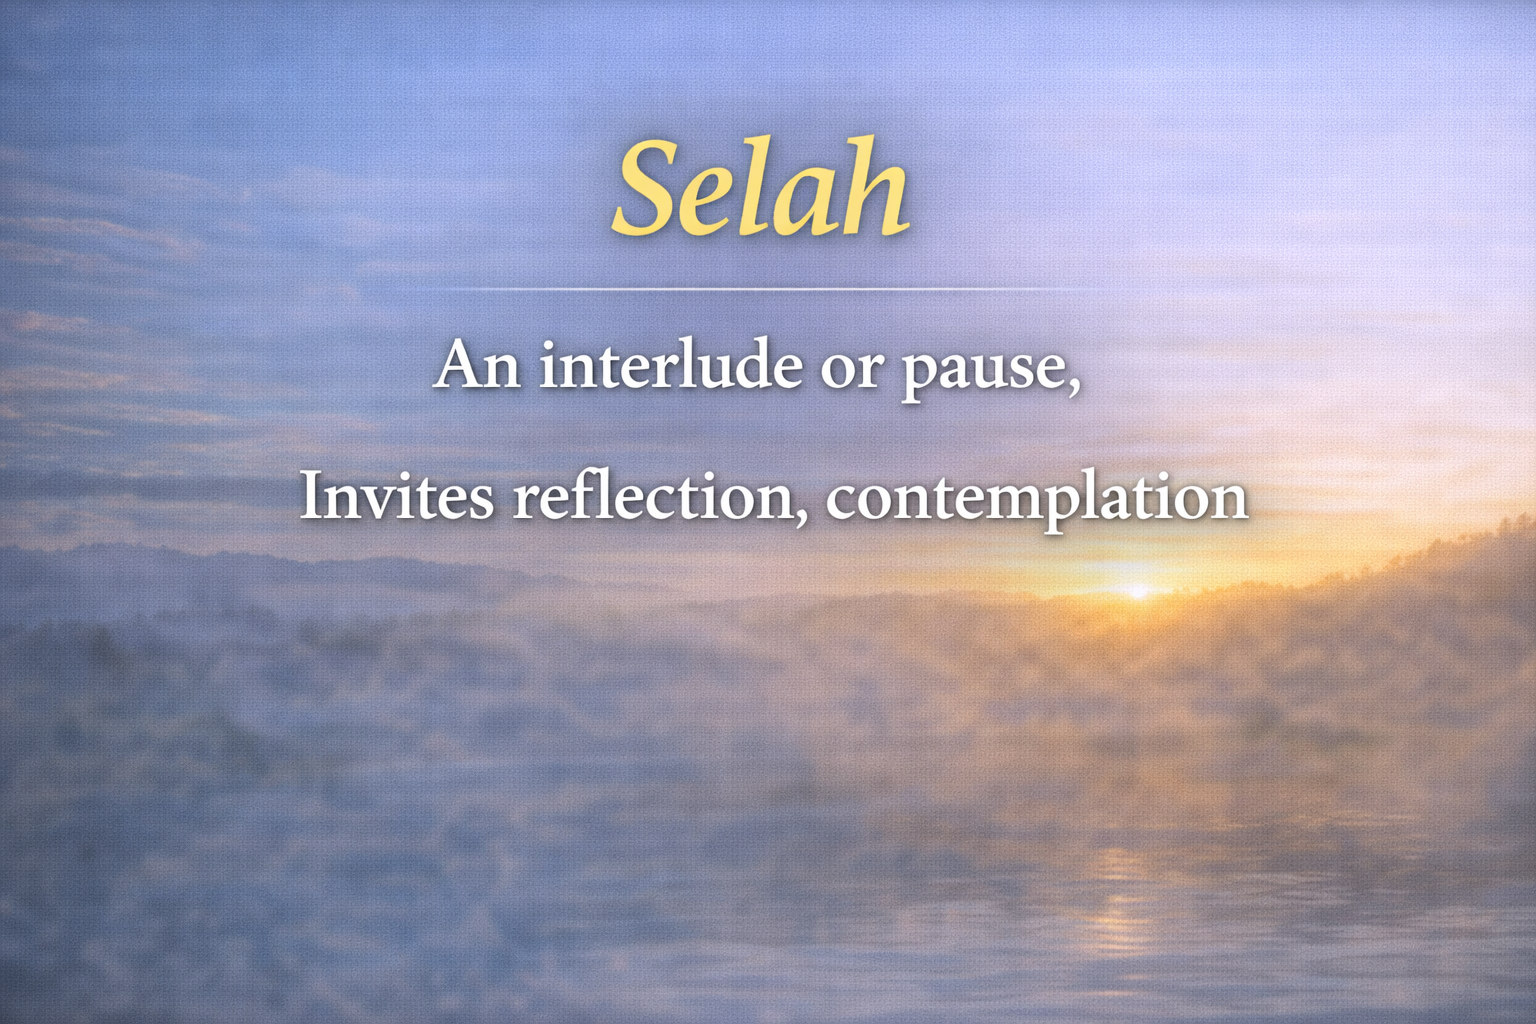 Selah
An interlude or pause,
Invites reflection, contemplation